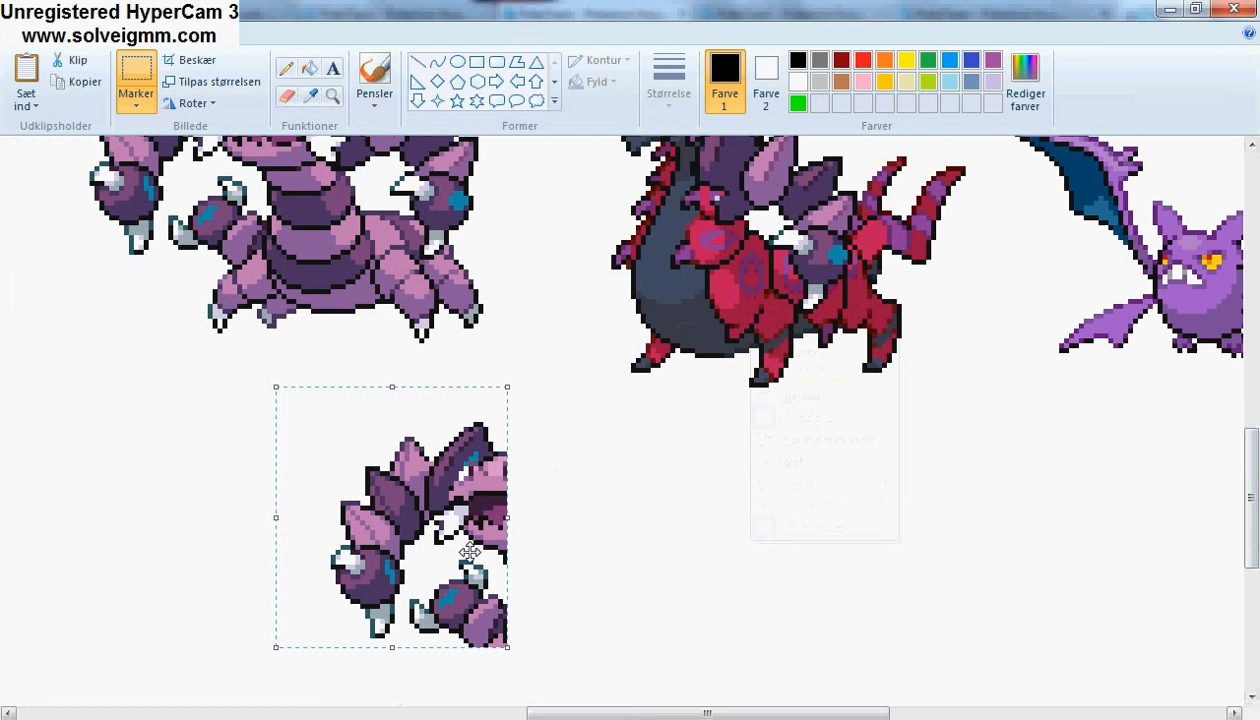 Unregistered HyperCam 3
www.solveigmm.com
Sæt ind
Klip
Kopier
Udklipsholder
Marker
Beskær
Tilpas størrelsen
Roter
Billede
A
Funktioner
Pensler
Kontur
Fyld
Former
Størrelse
Farve 1
Farve 2
Rediger farver
Farver